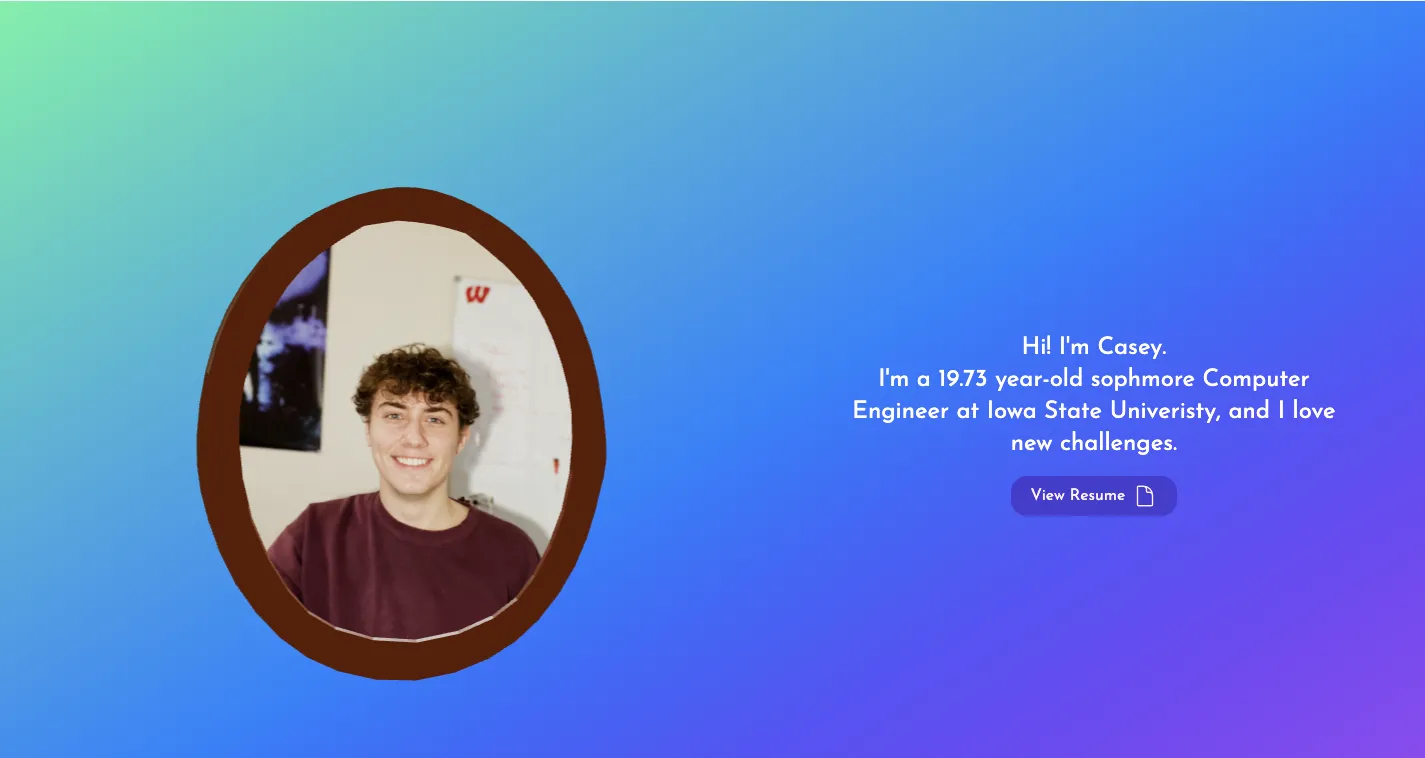 W
Hi! I'm Casey.
I'm a 19.73 year-old sophmore Computer
Engineer at Iowa State Univeristy, and I love
new challenges.
View Resume